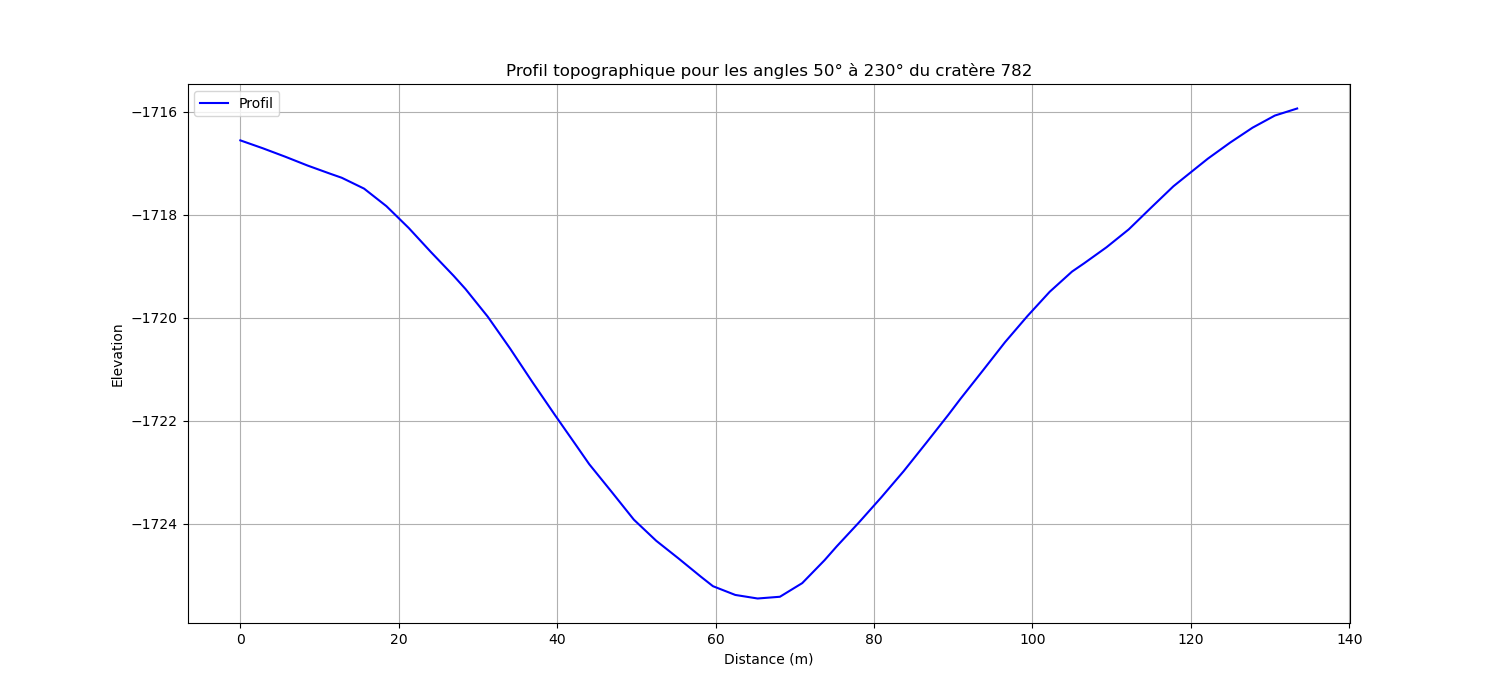 Profil topographique pour les angles 50° à 230° du cratère 782
Profil
−1716
−1718
−1720
−1722
−1724
Elevation
0 20 40 60 80 100 120 140
Distance (m)